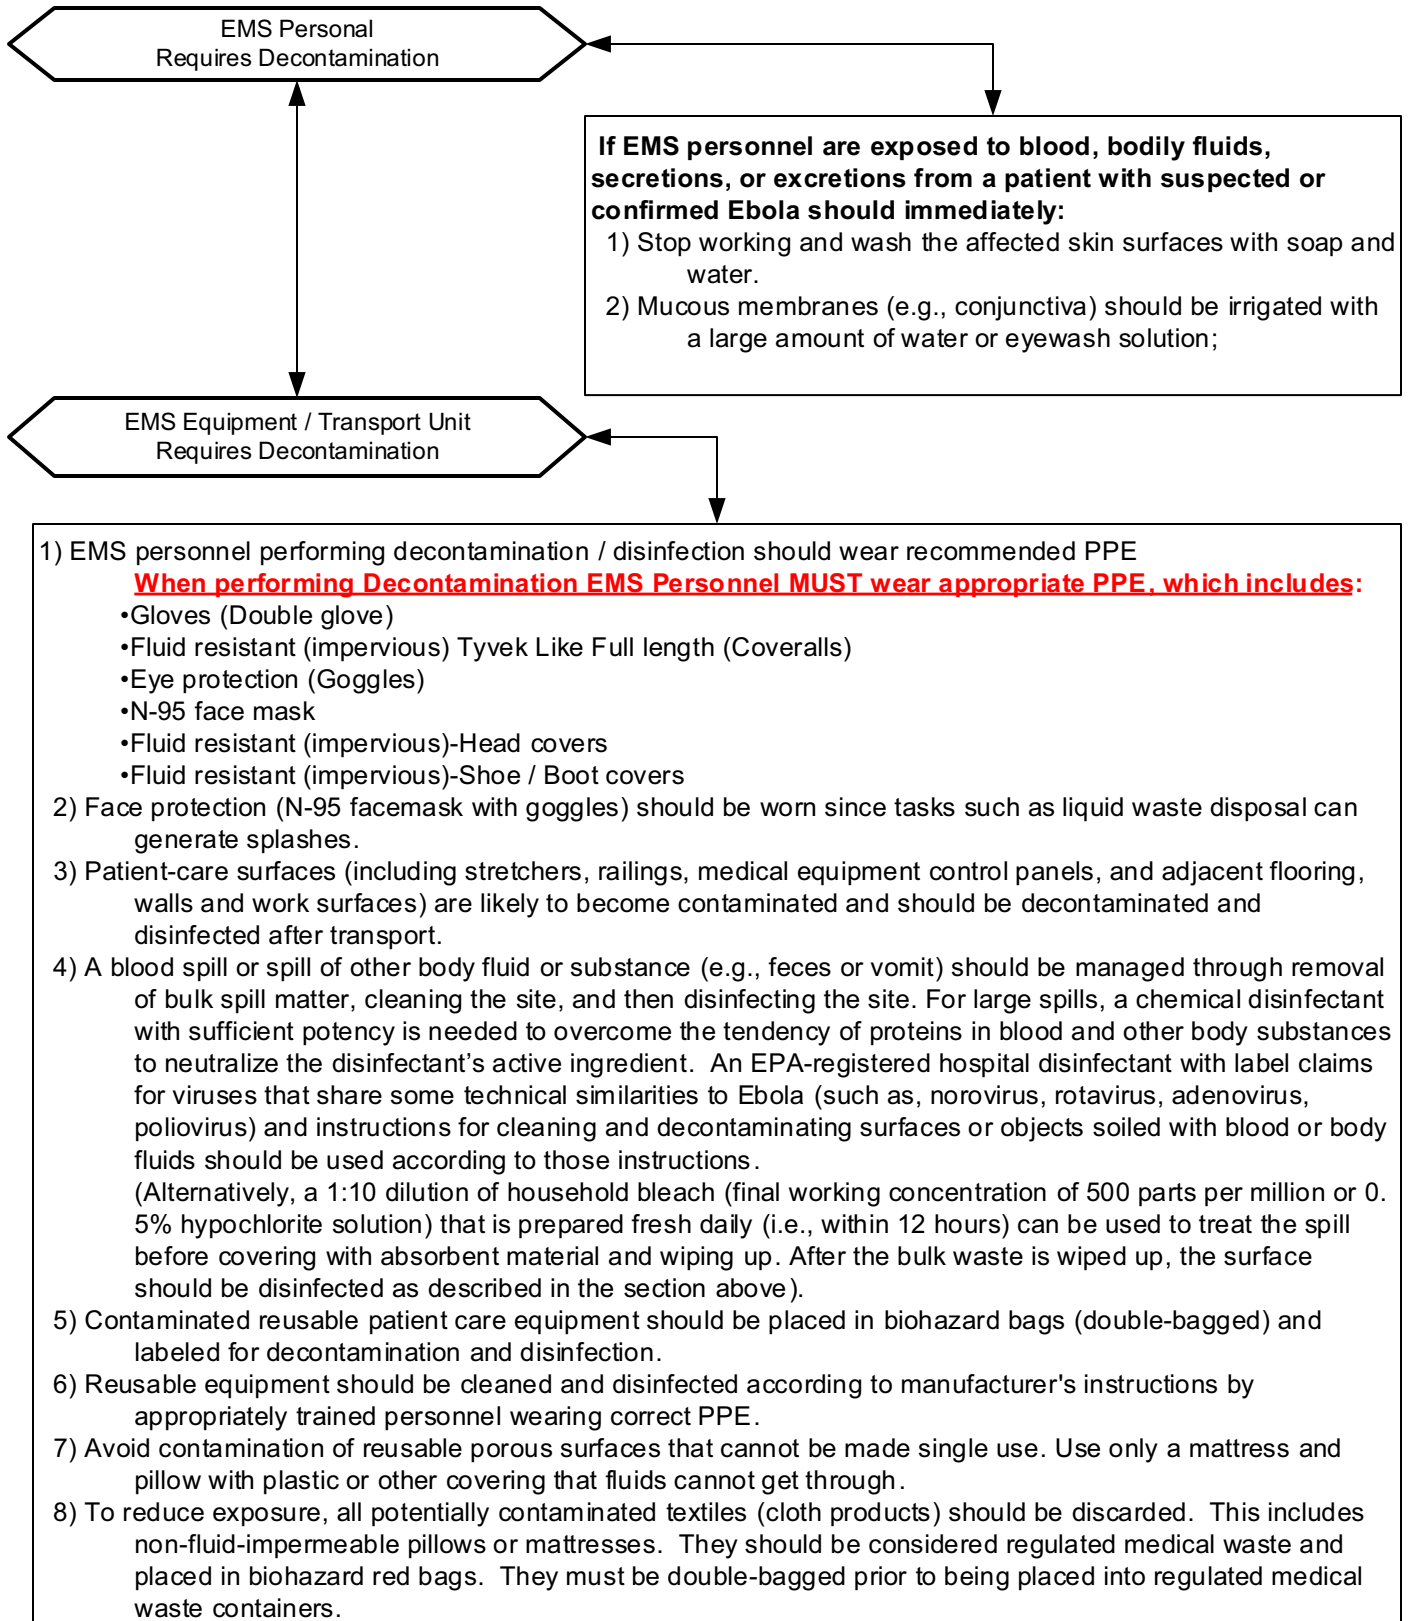 EMS Personal
Requires Decontamination
If EMS personnel are exposed to blood, bodily fluids,
secretions, or excretions from a patient with suspected or
confirmed Ebola should immediately:
1) Stop working and wash the affected skin surfaces with soap and
water.
2) Mucous membranes (e.g., conjunctiva) should be irrigated with
a large amount of water or eyewash solution;
EMS Equipment / Transport Unit
Requires Decontamination
1) EMS personnel performing decontamination / disinfection should wear recommended PPE
When performing Decontamination EMS Personnel MUST wear appropriate PPE, which includes:
•Gloves (Double glove)
•Fluid resistant (impervious) Tyvek Like Full length (Coveralls)
•Eye protection (Goggles)
•N-95 face mask
•Fluid resistant (impervious)-Head covers
•Fluid resistant (impervious)-Shoe / Boot covers
2) Face protection (N-95 facemask with goggles) should be worn since tasks such as liquid waste disposal can
generate splashes.
3) Patient-care surfaces (including stretchers, railings, medical equipment control panels, and adjacent flooring,
walls and work surfaces) are likely to become contaminated and should be decontaminated and
disinfected after transport.
4) A blood spill or spill of other body fluid or substance (e.g., feces or vomit) should be managed through removal
of bulk spill matter, cleaning the site, and then disinfecting the site. For large spills, a chemical disinfectant
with sufficient potency is needed to overcome the tendency of proteins in blood and other body substances
to neutralize the disinfectant’s active ingredient.  An EPA-registered hospital disinfectant with label claims
for viruses that share some technical similarities to Ebola (such as, norovirus, rotavirus, adenovirus,
poliovirus) and instructions for cleaning and decontaminating surfaces or objects soiled with blood or body
fluids should be used according to those instructions.
(Alternatively, a 1:10 dilution of household bleach (final working concentration of 500 parts per million or 0.
5% hypochlorite solution) that is prepared fresh daily (i.e., within 12 hours) can be used to treat the spill
before covering with absorbent material and wiping up. After the bulk waste is wiped up, the surface
should be disinfected as described in the section above).
5) Contaminated reusable patient care equipment should be placed in biohazard bags (double-bagged) and
labeled for decontamination and disinfection.
6) Reusable equipment should be cleaned and disinfected according to manufacturer's instructions by
appropriately trained personnel wearing correct PPE.
7) Avoid contamination of reusable porous surfaces that cannot be made single use. Use only a mattress and
pillow with plastic or other covering that fluids cannot get through.
8) To reduce exposure, all potentially contaminated textiles (cloth products) should be discarded.  This includes
non-fluid-impermeable pillows or mattresses.  They should be considered regulated medical waste and
placed in biohazard red bags.  They must be double-bagged prior to being placed into regulated medical
waste containers.